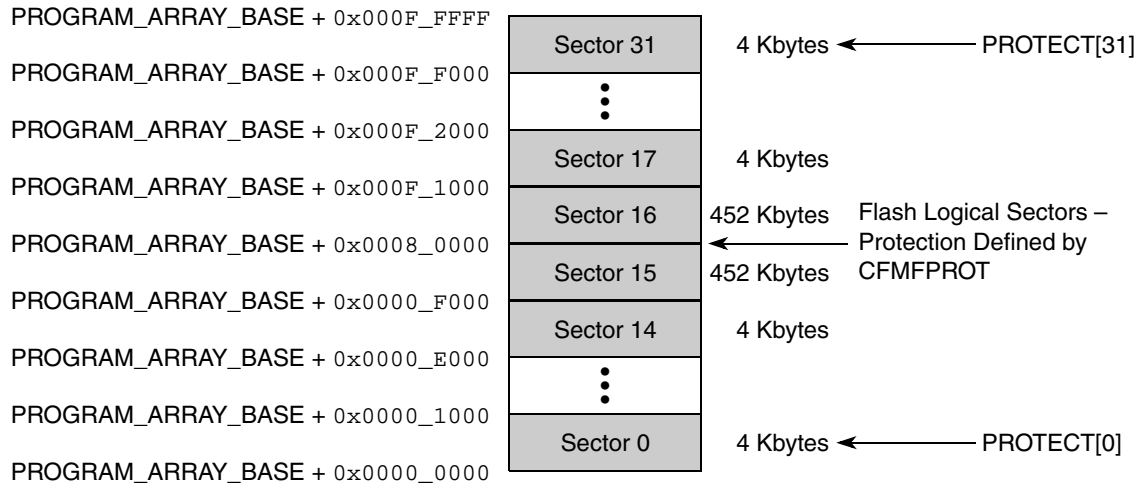 PROGRAM_ARRAY_BASE + 0x000F_FFFF
Sector 31 4 Kbytes PROTECT[31]
PROGRAM_ARRAY_BASE + 0x000F_F000
PROGRAM_ARRAY_BASE + 0x000F_2000
Sector 17 4 Kbytes
PROGRAM_ARRAY_BASE + 0x000F_1000
Sector 16 452 Kbytes Flash Logical Sectors –
PROGRAM_ARRAY_BASE + 0x0008_0000 Protection Defined by
Sector 15 452 Kbytes CFMFPROT
PROGRAM_ARRAY_BASE + 0x0000_F000
Sector 14 4 Kbytes
PROGRAM_ARRAY_BASE + 0x0000_E000
PROGRAM_ARRAY_BASE + 0x0000_1000
Sector 0 4 Kbytes PROTECT[0]
PROGRAM_ARRAY_BASE + 0x0000_0000